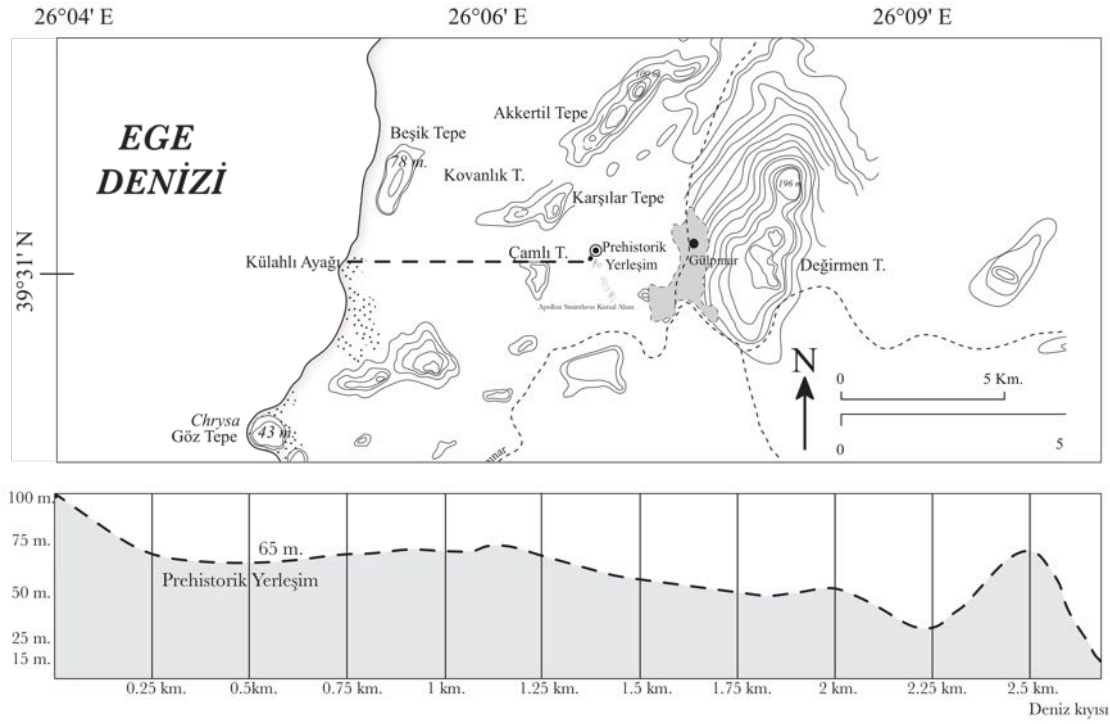 26°04' E
26°06' E
26°09' E
39°31' N
EGE
DENİZİ
100 m.
Akkertil Tepe
Beşik Tepe
78 m.
Kovanlık T.
Karşılar Tepe
196 m
Külahlı Ayağı
Çamlı T.
Prehistorik
Yerleşim
Gülpınar
Değirmen T.
Apollon Smintheus Kutsal Alanı
Chrysa
Göz Tepe
43 m.
N
0
5 Km.
0
5
100 m.
75 m.
50 m.
25 m.
15 m.
65 m.
Prehistorik Yerleşim
0.25 km.
0.5km.
0.75 km.
1 km.
1.25 km.
1.5 km.
1.75 km.
2 km.
2.25 km.
2.5 km.
Deniz kıyısı